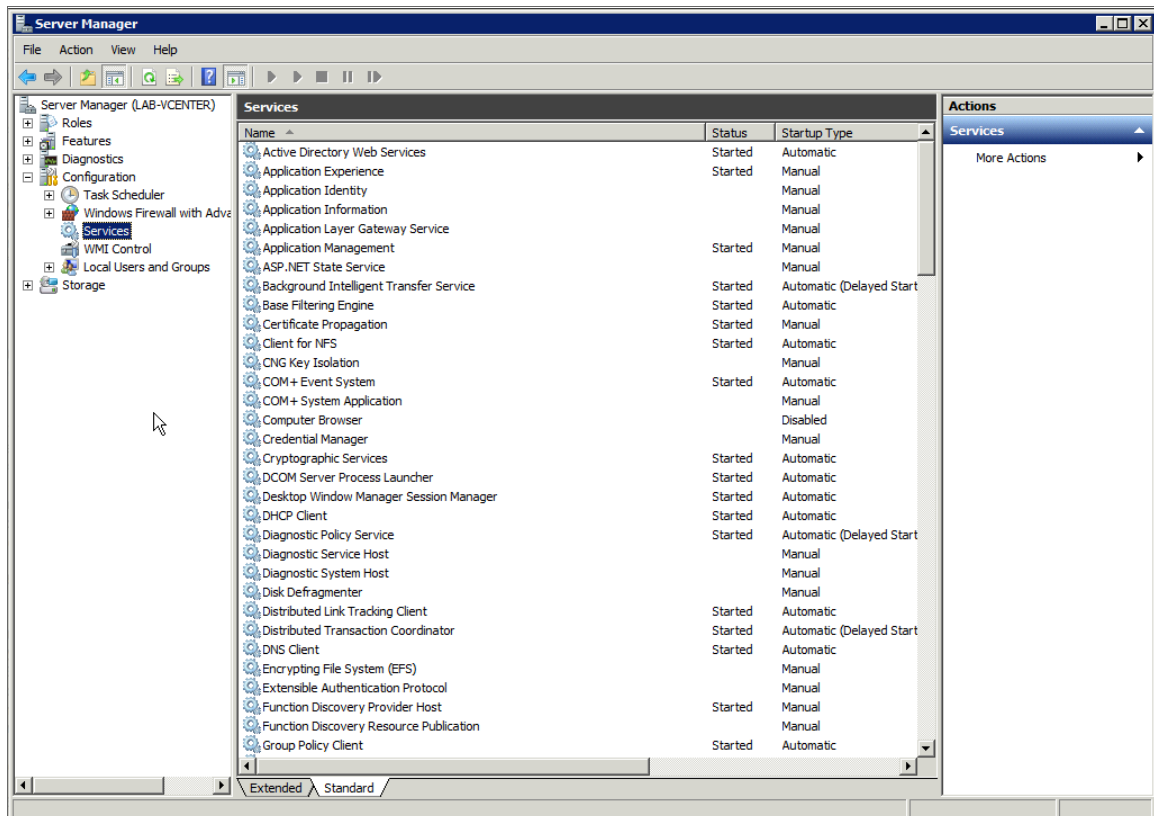 Server Manager
File Action View Help
Server Manager (LAB-VCENTER)
Roles
Features
Diagnostics
Configuration
Task Scheduler
Windows Firewall with Adva
Services
WMI Control
Local Users and Groups
Storage
Services
Name Status Startup Type
Active Directory Web Services Started Automatic
Application Experience Started Manual
Application Identity Manual
Application Information Manual
Application Layer Gateway Service Manual
Application Management Started Manual
ASP.NET State Service Manual
Background Intelligent Transfer Service Started Automatic (Delayed Start
Base Filtering Engine Started Automatic
Certificate Propagation Started Manual
Client for NFS Started Automatic
CNG Key Isolation Manual
COM+ Event System Started Automatic
COM+ System Application Manual
Computer Browser Disabled
Credential Manager Manual
Cryptographic Services Started Automatic
DCOM Server Process Launcher Started Automatic
Desktop Window Manager Session Manager Started Automatic
DHCP Client Started Automatic
Diagnostic Policy Service Started Automatic (Delayed Start
Diagnostic Service Host Manual
Diagnostic System Host Manual
Disk Defragmenter Manual
Distributed Link Tracking Client Started Automatic
Distributed Transaction Coordinator Started Automatic (Delayed Start
DNS Client Started Automatic
Encrypting File System (EFS) Manual
Extensible Authentication Protocol Manual
Function Discovery Provider Host Started Manual
Function Discovery Resource Publication Manual
Group Policy Client Started Automatic
Extended Standard
Actions
Services
More Actions